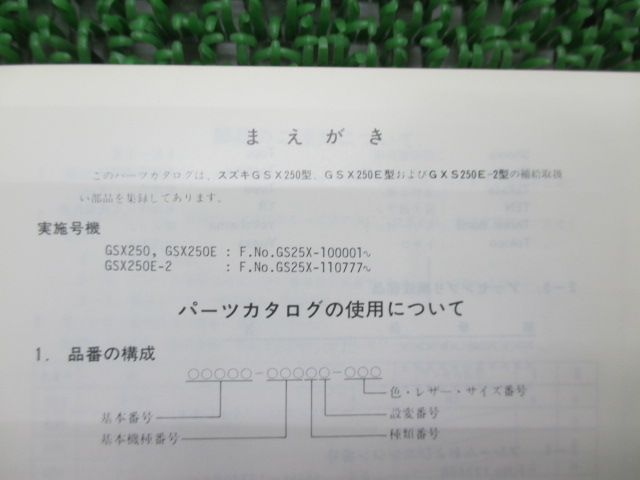 まえがき
このパーツカタログは、スズキGSX250型、GSX250E型およびGXS250E-2型の補給取扱
い部品を集録してあります。
実施号機
GSX250, GSX250E : F.No.GS25X-100001~
GSX250E-2 : F.No.GS25X-110777~
パーツカタログの使用について
1. 品番の構成
○○○○○-○○○○○-○○○
色・レザー・サイズ番号
基本番号
設変番号
基本機種番号
種類番号